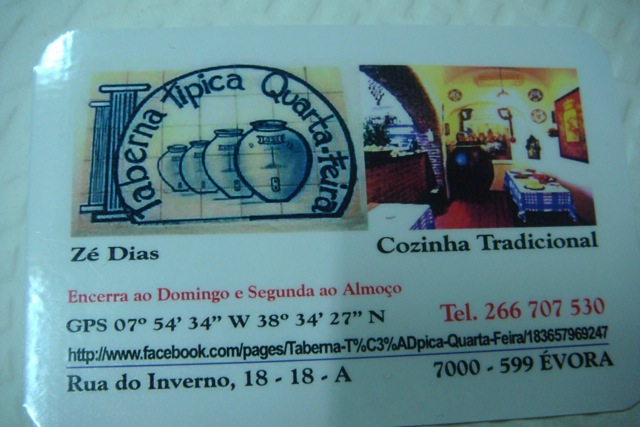 Taberna típica Quarta-feira
Zé Dias
Cozinha Tradicional
Encerra ao Domingo e Segunda ao Almoço
GPS 07º 54' 34" W 38º 34' 27" N
Tel. 266 707 530
http://www.facebook.com/pages/Taberna-T%C3%ADpica-Quarta-Feira/183657969247
Rua do Inverno, 18 - 18 - A
7000 - 599 ÉVORA